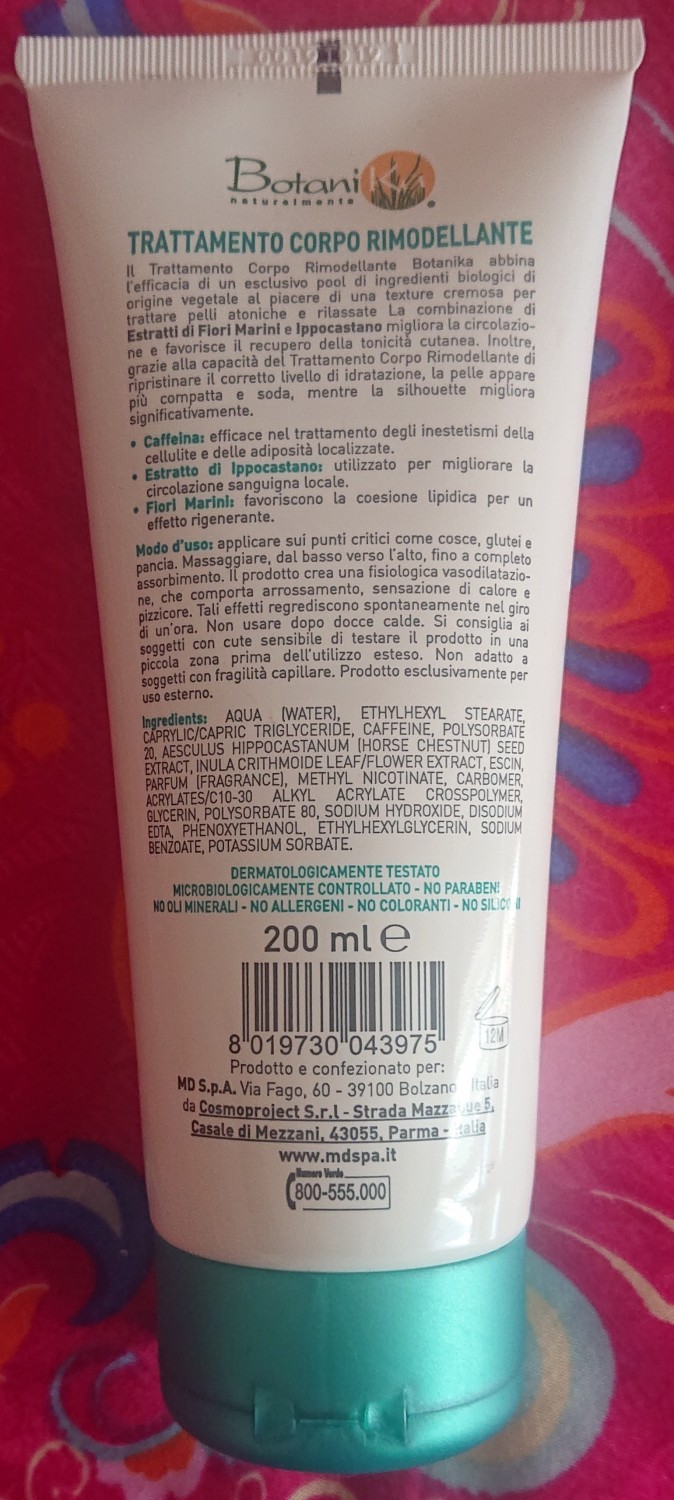 BotaniKa
naturalmente
TRATTAMENTO CORPO RIMODELLANTE
Il Trattamento Corpo Rimodellante Botanika abbina
l'efficacia di un esclusivo pool di ingredienti biologici di
origine vegetale al piacere di una texture cremosa per
trattare pelli atoniche e rilassate La combinazione di
Estratti di Fiori Marini e Ippocastano migliora la circolazio-
ne e favorisce il recupero della tonicità cutanea. Inoltre,
grazie alla capacità del Trattamento Corpo Rimodellante di
ripristinare il corretto livello di idratazione, la pelle appare
più compatta e soda, mentre la silhouette migliora
significativamente.
• Caffeina: efficace nel trattamento degli inestetismi della
cellulite e delle adiposità localizzate.
• Estratto di Ippocastano: utilizzato per migliorare la
circolazione sanguigna locale.
• Fiori Marini: favoriscono la coesione lipidica per un
effetto rigenerante.
Modo d'uso: applicare sui punti critici come cosce, glutei e
pancia. Massaggiare, dal basso verso l'alto, fino a completo
assorbimento. Il prodotto crea una fisiologica vasodilatazio-
ne, che comporta arrossamento, sensazione di calore e
pizzicore. Tali effetti regrediscono spontaneamente nel giro
di un'ora. Non usare dopo docce calde. Si consiglia ai
soggetti con cute sensibile di testare il prodotto in una
piccola zona prima dell'utilizzo esteso. Non adatto a
soggetti con fragilità capillare. Prodotto esclusivamente per
uso esterno.
Ingredients: AQUA (WATER), ETHYLHEXYL STEARATE,
CAPRYLIC/CAPRIC TRIGLYCERIDE, CAFFEINE, POLYSORBATE
20, AESCULUS HIPPOCASTANUM (HORSE CHESTNUT) SEED
EXTRACT, INULA CRITHMOIDE LEAF/FLOWER EXTRACT, ESCIN,
PARFUM (FRAGRANCE), METHYL NICOTINATE, CARBOMER,
ACRYLATES/C10-30 ALKYL ACRYLATE CROSSPOLYMER,
GLYCERIN, POLYSORBATE 80, SODIUM HYDROXIDE, DISODIUM
EDTA, PHENOXYETHANOL, ETHYLHEXYLGLYCERIN, SODIUM
BENZOATE, POTASSIUM SORBATE.
DERMATOLOGICAMENTE TESTATO
MICROBIOLOGICAMENTE CONTROLLATO - NO PARABENI
NO OLI MINERALI - NO ALLERGENI - NO COLORANTI - NO SILICONI
200 ml e
8 019730 043975
12M
Prodotto e confezionato per:
MD S.p.A. Via Fago, 60 - 39100 Bolzano Italia
da Cosmoproject S.r.l - Strada 5,
Casale di Mezzani, 43055, Parma - Italia
www.mdspa.it
Numero Verde
800-555.000